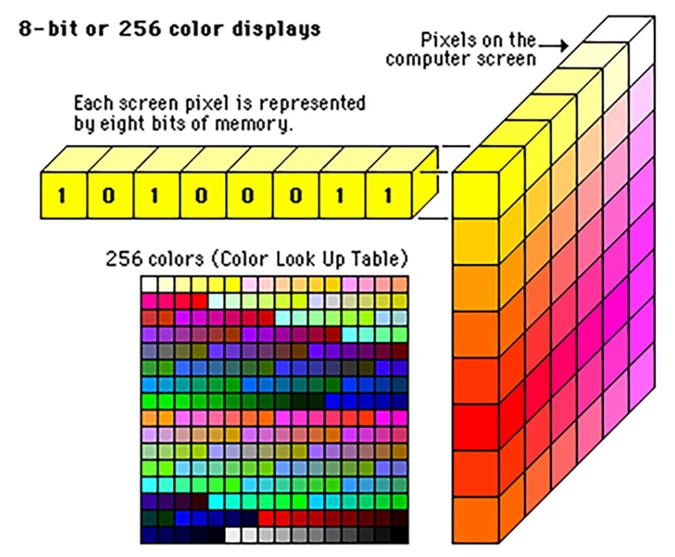 8-bit or 256 color displays
Pixels on the
computer screen
Each screen pixel is represented
by eight bits of memory.
1 0 1 0 0 0 1 1
256 colors (Color Look Up Table)